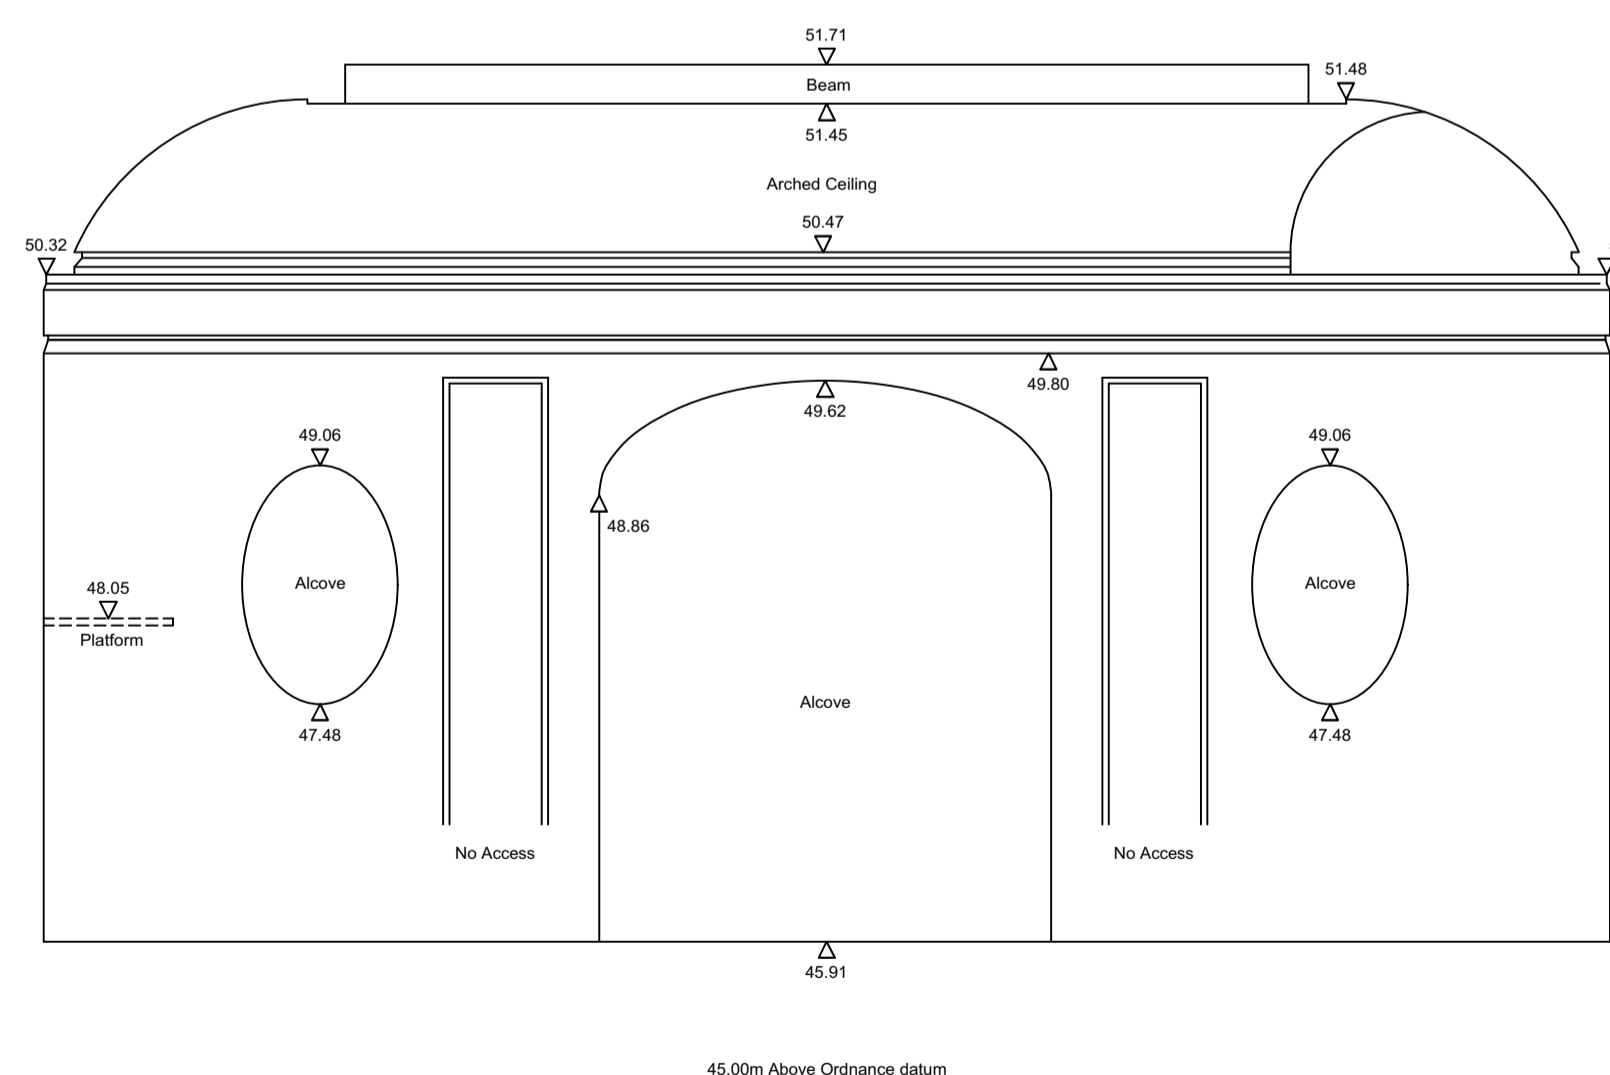 51.71
51.48
Beam
51.45
Arched Ceiling
50.47
50.32
49.80
49.62
49.06
49.06
48.86
Alcove
Alcove
48.05
Platform
Alcove
47.48
47.48
No Access
No Access
45.91
45.00m Above Ordnance datum